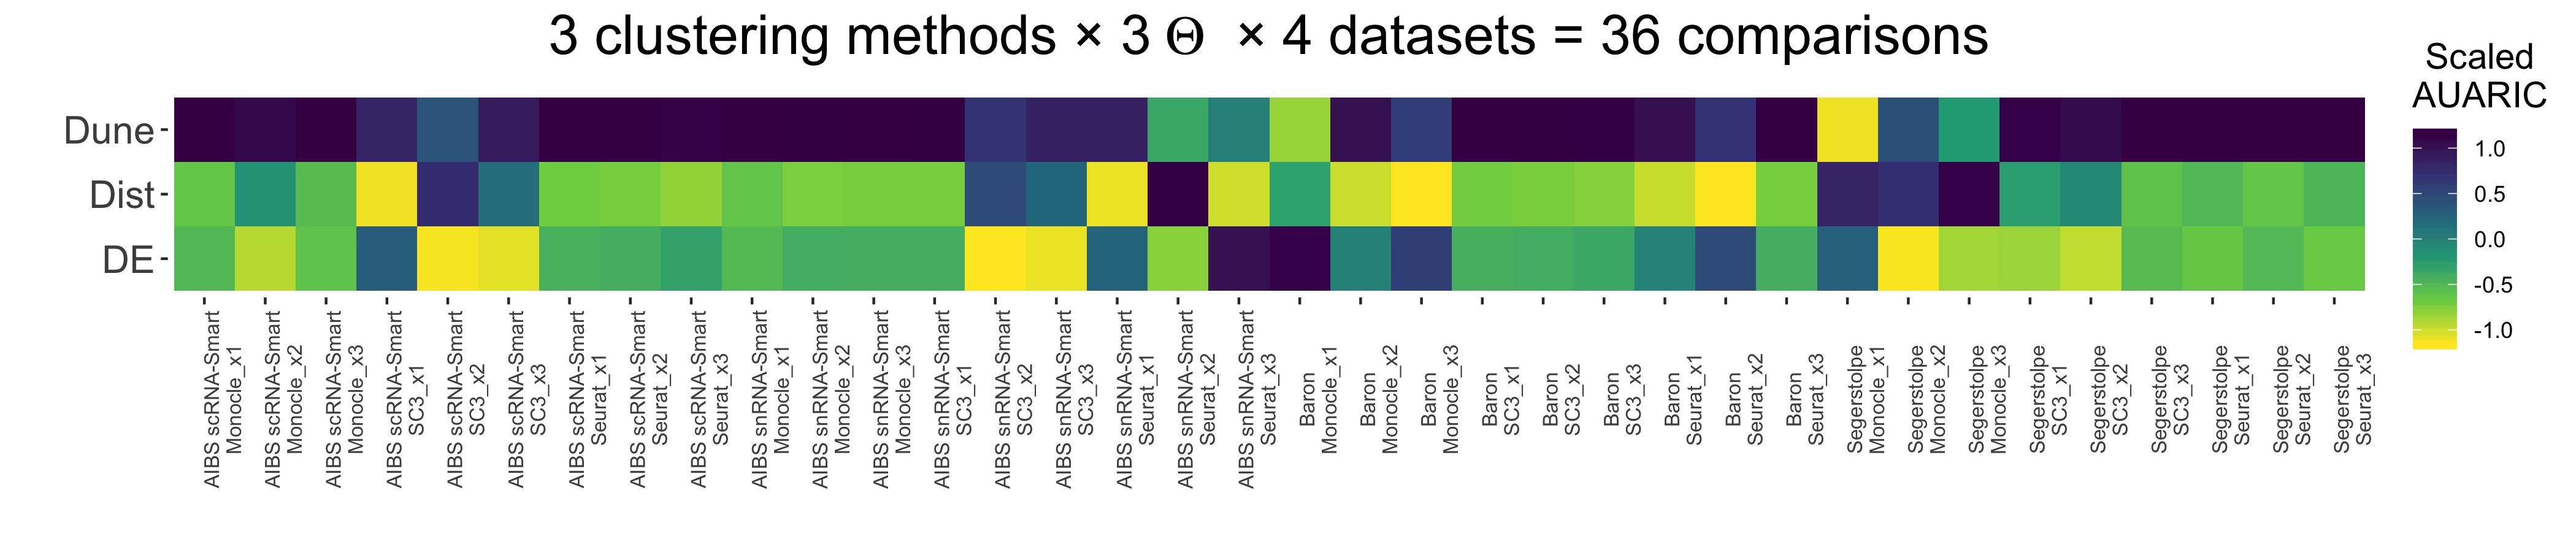 3 clustering methods × 3 Θ × 4 datasets = 36 comparisons
Scaled
AUARIC
1.0
0.5
0.0
-0.5
-1.0
Dune
Dist
DE
AIBS scRNA-Smart
Monocle_x1
AIBS scRNA-Smart
Monocle_x2
AIBS scRNA-Smart
Monocle_x3
AIBS scRNA-Smart
SC3_x1
AIBS scRNA-Smart
SC3_x2
AIBS scRNA-Smart
SC3_x3
AIBS scRNA-Smart
Seurat_x1
AIBS scRNA-Smart
Seurat_x2
AIBS scRNA-Smart
Seurat_x3
AIBS snRNA-Smart
Monocle_x1
AIBS snRNA-Smart
Monocle_x2
AIBS snRNA-Smart
Monocle_x3
AIBS snRNA-Smart
SC3_x1
AIBS snRNA-Smart
SC3_x2
AIBS snRNA-Smart
SC3_x3
AIBS snRNA-Smart
Seurat_x1
AIBS snRNA-Smart
Seurat_x2
AIBS snRNA-Smart
Seurat_x3
Baron
Monocle_x1
Baron
Monocle_x2
Baron
Monocle_x3
Baron
SC3_x1
Baron
SC3_x2
Baron
SC3_x3
Baron
Seurat_x1
Baron
Seurat_x2
Baron
Seurat_x3
Segerstolpe
Monocle_x1
Segerstolpe
Monocle_x2
Segerstolpe
Monocle_x3
Segerstolpe
SC3_x1
Segerstolpe
SC3_x2
Segerstolpe
SC3_x3
Segerstolpe
Seurat_x1
Segerstolpe
Seurat_x2
Segerstolpe
Seurat_x3